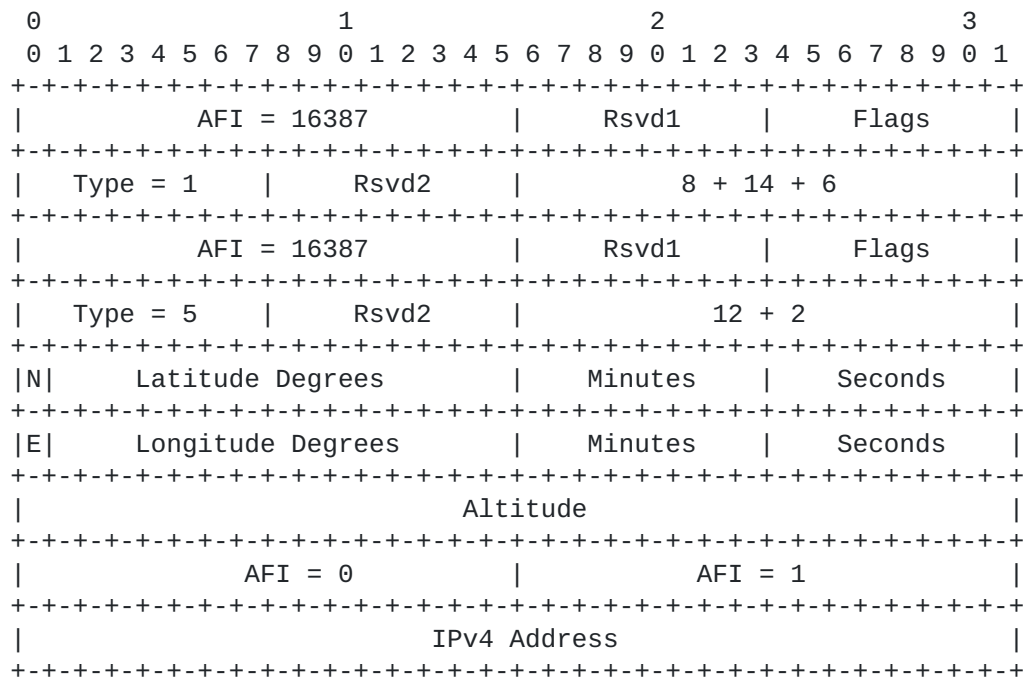 0                   1                   2                   3
 0 1 2 3 4 5 6 7 8 9 0 1 2 3 4 5 6 7 8 9 0 1 2 3 4 5 6 7 8 9 0 1
+-+-+-+-+-+-+-+-+-+-+-+-+-+-+-+-+-+-+-+-+-+-+-+-+-+-+-+-+-+-+-+-+
|           AFI = 16387         |     Rsvd1     |     Flags     |
+-+-+-+-+-+-+-+-+-+-+-+-+-+-+-+-+-+-+-+-+-+-+-+-+-+-+-+-+-+-+-+-+
|   Type = 1    |     Rsvd2     |          8 + 14 + 6           |
+-+-+-+-+-+-+-+-+-+-+-+-+-+-+-+-+-+-+-+-+-+-+-+-+-+-+-+-+-+-+-+-+
|           AFI = 16387         |     Rsvd1     |     Flags     |
+-+-+-+-+-+-+-+-+-+-+-+-+-+-+-+-+-+-+-+-+-+-+-+-+-+-+-+-+-+-+-+-+
|   Type = 5    |     Rsvd2     |            12 + 2             |
+-+-+-+-+-+-+-+-+-+-+-+-+-+-+-+-+-+-+-+-+-+-+-+-+-+-+-+-+-+-+-+-+
|N|     Latitude Degrees        |    Minutes    |    Seconds    |
+-+-+-+-+-+-+-+-+-+-+-+-+-+-+-+-+-+-+-+-+-+-+-+-+-+-+-+-+-+-+-+-+
|E|     Longitude Degrees       |    Minutes    |    Seconds    |
+-+-+-+-+-+-+-+-+-+-+-+-+-+-+-+-+-+-+-+-+-+-+-+-+-+-+-+-+-+-+-+-+
|                            Altitude                           |
+-+-+-+-+-+-+-+-+-+-+-+-+-+-+-+-+-+-+-+-+-+-+-+-+-+-+-+-+-+-+-+-+
|              AFI = 0          |           AFI = 1             |
+-+-+-+-+-+-+-+-+-+-+-+-+-+-+-+-+-+-+-+-+-+-+-+-+-+-+-+-+-+-+-+-+
|                          IPv4 Address                         |
+-+-+-+-+-+-+-+-+-+-+-+-+-+-+-+-+-+-+-+-+-+-+-+-+-+-+-+-+-+-+-+-+